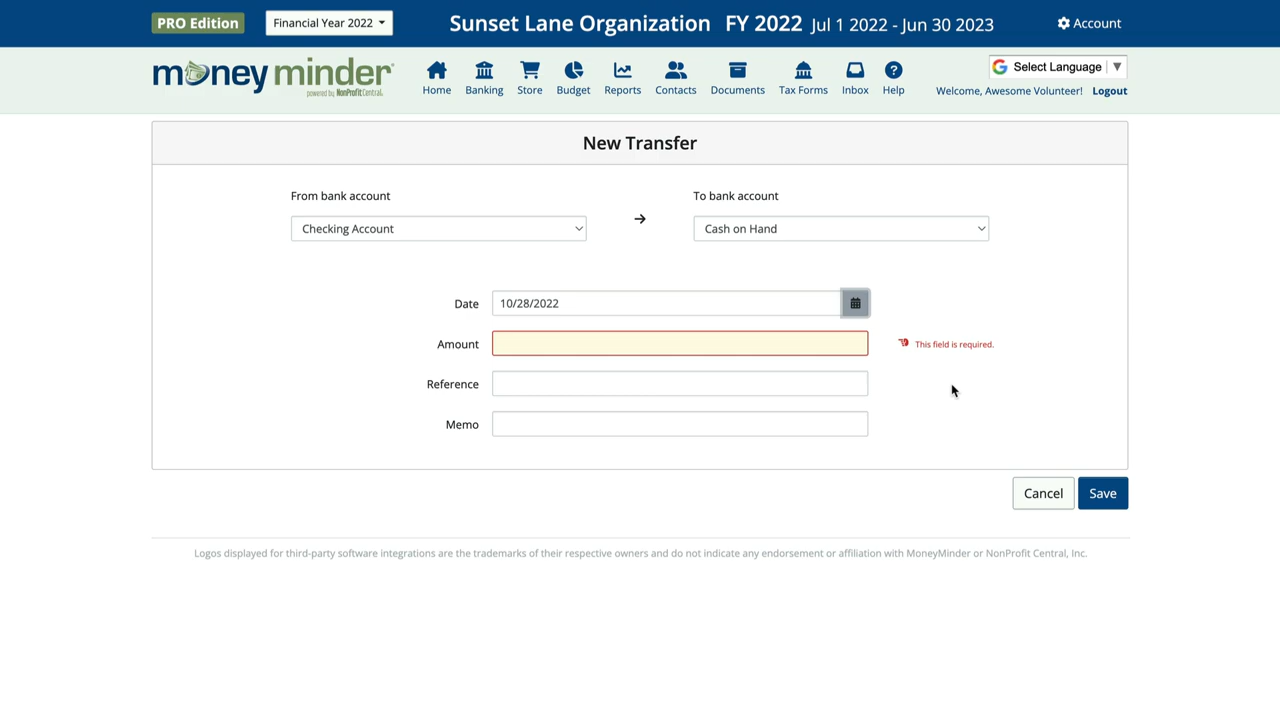 PRO Edition
Financial Year 2022
Sunset Lane Organization FY 2022 Jul 1 2022 - Jun 30 2023
Account
money minder
powered by NonProfitCentral.
Home
Banking
Store
Budget
Reports
Contacts
Documents
Tax Forms
Inbox
Help
G Select Language ▼
Welcome, Awesome Volunteer! Logout
New Transfer
From bank account
Checking Account
→
To bank account
Cash on Hand
Date 10/28/2022
Amount This field is required.
Reference
Memo
Cancel Save
Logos displayed for third-party software integrations are the trademarks of their respective owners and do not indicate any endorsement or affiliation with MoneyMinder or NonProfit Central, Inc.